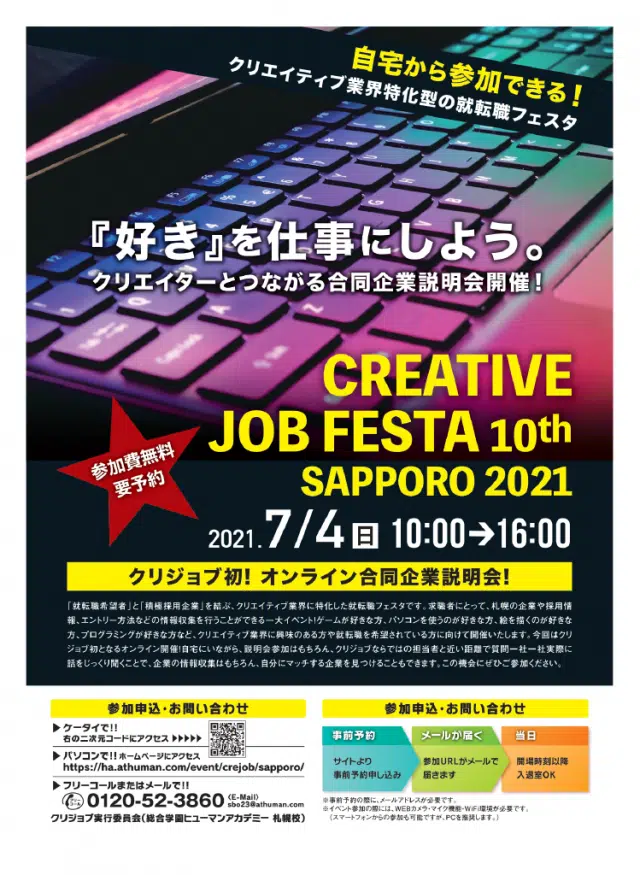 自宅から参加できる!
クリエイティブ業界特化型の就転職フェスタ
『好き』を仕事にしよう。
クリエイターとつながる合同企業説明会開催!
CREATIVE
JOB FESTA 10th
SAPPORO 2021
参加費無料
要予約
2021. 7/4 日 10:00→16:00
クリジョブ初! オンライン合同企業説明会!
「就転職希望者」と「積極採用企業」を結ぶ、クリエイティブ業界に特化した就転職フェスタです。求職者にとって、札幌の企業や採用情
報、エントリー方法などの情報収集を行うことができる一大イベント!ゲームが好きな方、パソコンを使うのが好きな方、絵を描くのが好きな
方、プログラミングが好きな方など、クリエイティブ業界に興味のある方や就転職を希望されている方に向けて開催いたします。今回はクリ
ジョブ初となるオンライン開催!自宅にいながら、説明会参加はもちろん、クリジョブならではの担当者と近い距離で質問一社一社実際に
話をじっくり聞くことで、企業の情報収集はもちろん、自分にマッチする企業を見つけることもできます。この機会にぜひご参加ください。
参加申込・お問い合わせ
▶ケータイで!!
右の二次元コードにアクセス ▶▶▶▶▶
▶パソコンで!! ホームページにアクセス
https://ha.athuman.com/event/crejob/sapporo/
▶フリーコールまたはメールで!!
0120-52-3860 〈E-Mail〉 sbo23@athuman.com
クリジョブ実行委員会(総合学園ヒューマンアカデミー 札幌校)
参加申込・お問い合わせ
事前予約 メールが届く 当日
サイトより 参加URLがメールで 開場時刻以降
事前予約申し込み 届きます 入退室OK
※事前予約の際に、メールアドレスが必要です。
※イベント参加の際には、WEBカメラ・マイク機能・WiFi環境が必要です。
(スマートフォンからの参加も可能ですが、PCを推奨します。)